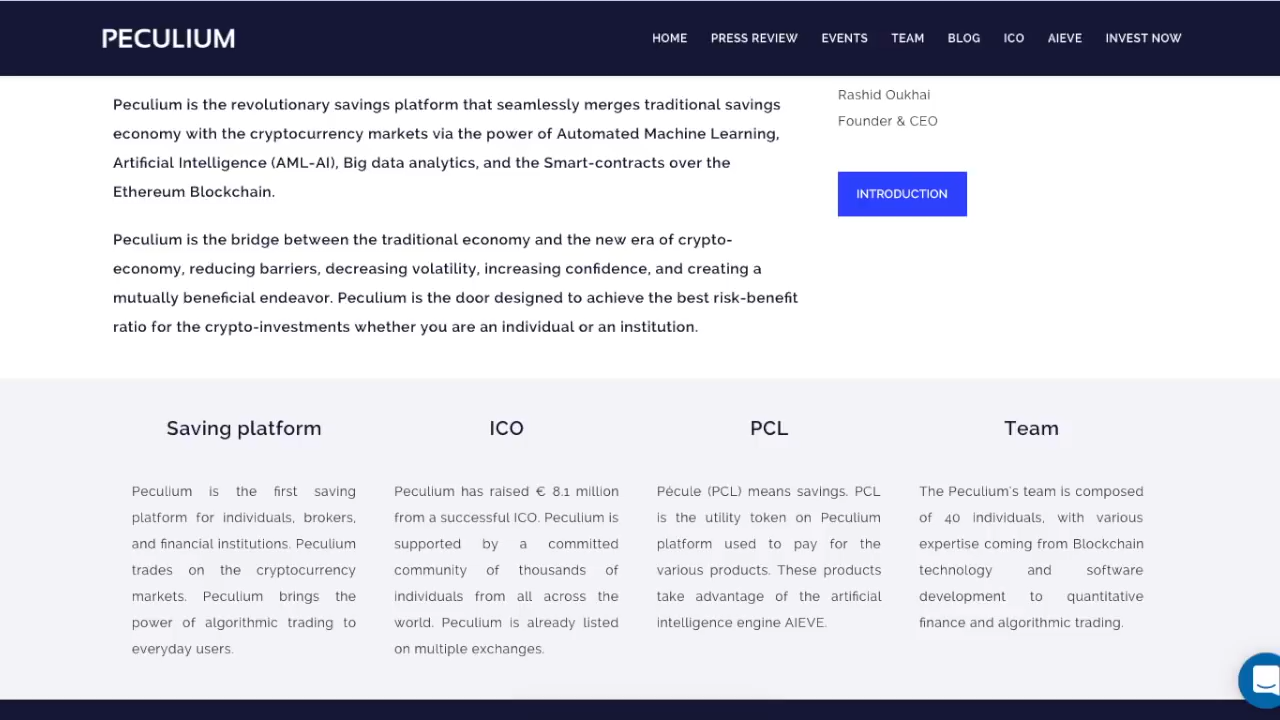 PECULIUM
HOME PRESS REVIEW EVENTS TEAM BLOG ICO AIEVE INVEST NOW
Peculium is the revolutionary savings platform that seamlessly merges traditional savings
economy with the cryptocurrency markets via the power of Automated Machine Learning,
Artificial Intelligence (AML-AI), Big data analytics, and the Smart-contracts over the
Ethereum Blockchain.
Peculium is the bridge between the traditional economy and the new era of crypto-
economy, reducing barriers, decreasing volatility, increasing confidence, and creating a
mutually beneficial endeavor. Peculium is the door designed to achieve the best risk-benefit
ratio for the crypto-investments whether you are an individual or an institution.
Rashid Oukhai
Founder & CEO
INTRODUCTION
Saving platform
Peculium is the first saving
platform for individuals, brokers,
and financial institutions. Peculium
trades on the cryptocurrency
markets. Peculium brings the
power of algorithmic trading to
everyday users.
ICO
Peculium has raised € 8.1 million
from a successful ICO. Peculium is
supported by a committed
community of thousands of
individuals from all across the
world. Peculium is already listed
on multiple exchanges.
PCL
Pécule (PCL) means savings. PCL
is the utility token on Peculium
platform used to pay for the
various products. These products
take advantage of the artificial
intelligence engine AIEVE.
Team
The Peculium's team is composed
of 40 individuals, with various
expertise coming from Blockchain
technology and software
development to quantitative
finance and algorithmic trading.